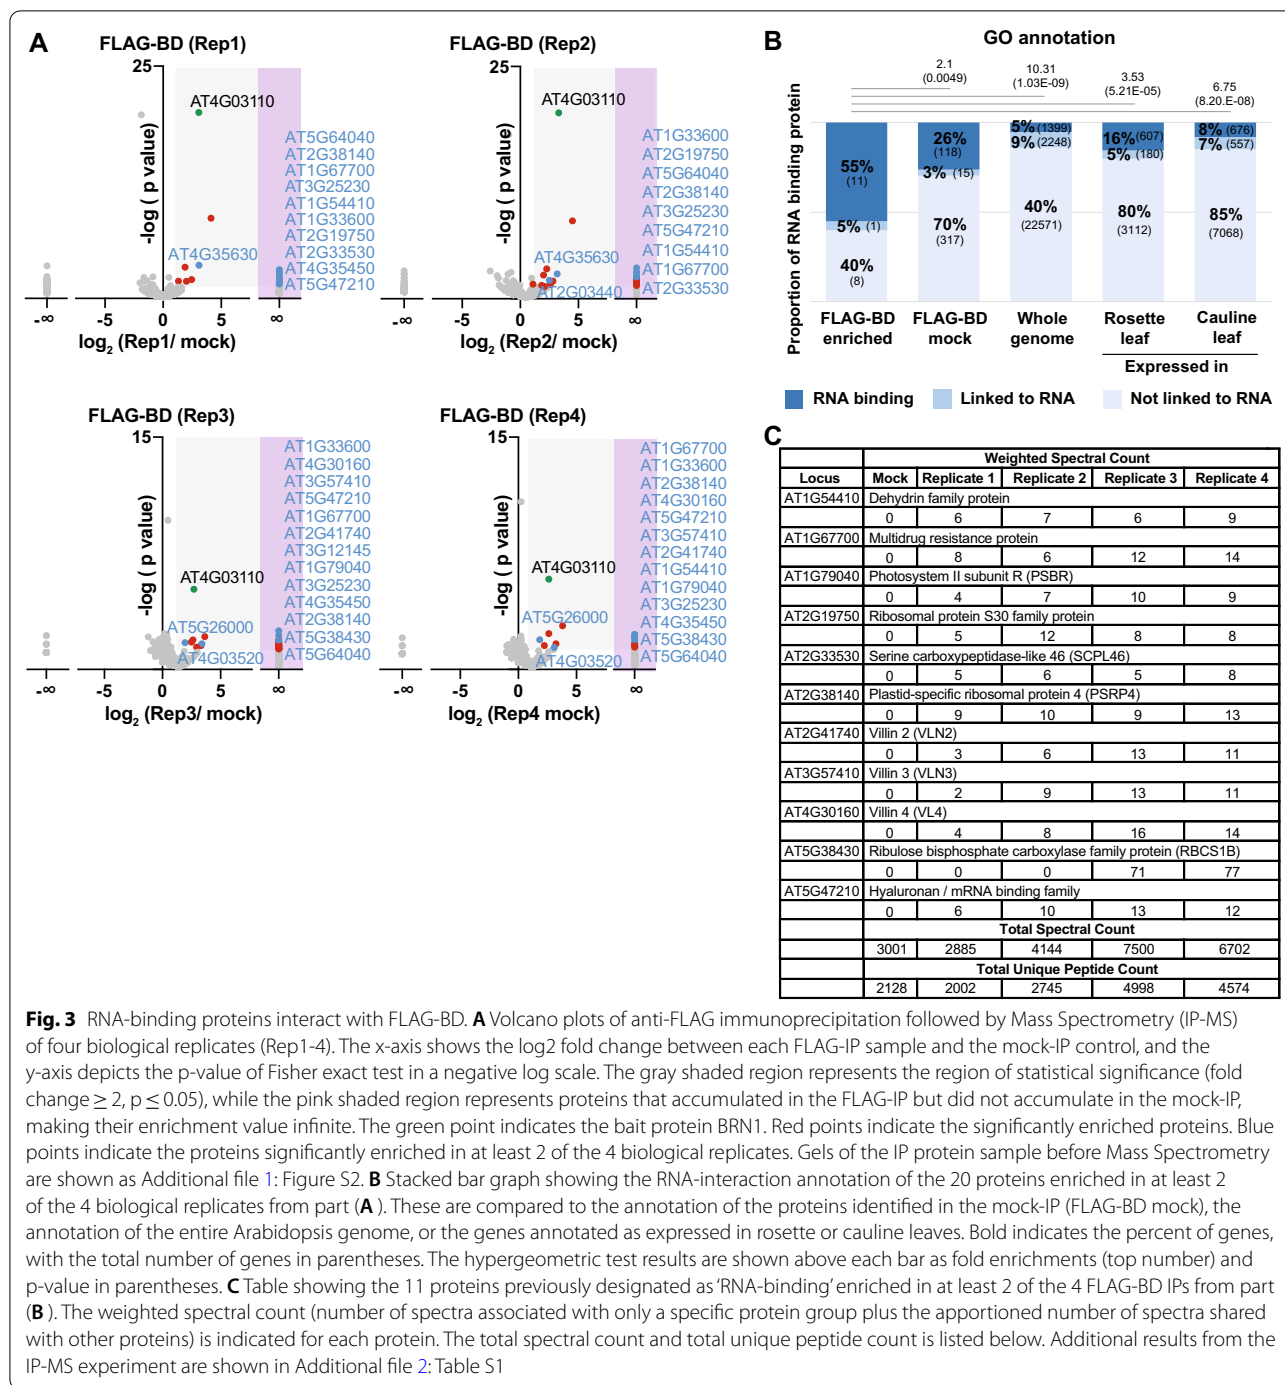 A
FLAG-BD (Rep1)
25
-log ( p value)
AT4G03110
AT4G35630
AT5G64040
AT2G38140
AT1G67700
AT3G25230
AT1G54410
AT1G33600
AT2G19750
AT2G33530
AT4G35450
AT5G47210
-∞ 0 5 ∞
log2 (Rep1/ mock)
FLAG-BD (Rep2)
25
-log ( p value)
AT4G03110
AT4G35630
AT2G03440
AT1G33600
AT2G19750
AT5G64040
AT2G38140
AT3G25230
AT5G47210
AT1G54410
AT1G67700
AT2G33530
-∞ 0 5 ∞
log2 (Rep2/ mock)
FLAG-BD (Rep3)
15
-log ( p value)
AT4G03110
AT5G26000
AT4G03520
AT1G33600
AT4G30160
AT3G57410
AT5G47210
AT1G67700
AT2G41740
AT3G12145
AT1G79040
AT3G25230
AT4G35450
AT2G38140
AT5G38430
AT5G64040
-∞ 0 5 ∞
log2 (Rep3/ mock)
FLAG-BD (Rep4)
15
-log ( p value)
AT4G03110
AT5G26000
AT4G03520
AT1G67700
AT1G33600
AT2G38140
AT4G30160
AT5G47210
AT3G57410
AT2G41740
AT1G54410
AT1G79040
AT3G25230
AT4G35450
AT5G38430
AT5G64040
-∞ 0 5 ∞
log2 (Rep4 mock)
B
GO annotation
2.1 10.31 3.53 6.75
(0.0049) (1.03E-09) (5.21E-05) (8.20.E-08)
Proportion of RNA binding protein
55%
(11)
5% (1)
40%
(8)
26%
(118)
3% (15)
70%
(317)
5% (1399)
9% (2248)
40%
(22571)
16% (607)
5% (180)
80%
(3112)
8% (676)
7% (557)
85%
(7068)
FLAG-BD FLAG-BD Whole Rosette Cauline
enriched mock genome leaf leaf
Expressed in
RNA binding Linked to RNA Not linked to RNA
C
Weighted Spectral Count
Locus Mock Replicate 1 Replicate 2 Replicate 3 Replicate 4
AT1G54410 Dehydrin family protein
0 6 7 6 9
AT1G67700 Multidrug resistance protein
0 8 6 12 14
AT1G79040 Photosystem II subunit R (PSBR)
0 4 7 10 9
AT2G19750 Ribosomal protein S30 family protein
0 5 12 8 8
AT2G33530 Serine carboxypeptidase-like 46 (SCPL46)
0 5 6 5 8
AT2G38140 Plastid-specific ribosomal protein 4 (PSRP4)
0 9 10 9 13
AT2G41740 Villin 2 (VLN2)
0 3 6 13 11
AT3G57410 Villin 3 (VLN3)
0 2 9 13 11
AT4G30160 Villin 4 (VL4)
0 4 8 16 14
AT5G38430 Ribulose bisphosphate carboxylase family protein (RBCS1B)
0 0 0 71 77
AT5G47210 Hyaluronan / mRNA binding family
0 6 10 13 12
Total Spectral Count
3001 2885 4144 7500 6702
Total Unique Peptide Count
2128 2002 2745 4998 4574
Fig. 3 RNA-binding proteins interact with FLAG-BD. A Volcano plots of anti-FLAG immunoprecipitation followed by Mass Spectrometry (IP-MS)
of four biological replicates (Rep1-4). The x-axis shows the log2 fold change between each FLAG-IP sample and the mock-IP control, and the
y-axis depicts the p-value of Fisher exact test in a negative log scale. The gray shaded region represents the region of statistical significance (fold
change ≥ 2, p ≤ 0.05), while the pink shaded region represents proteins that accumulated in the FLAG-IP but did not accumulate in the mock-IP,
making their enrichment value infinite. The green point indicates the bait protein BRN1. Red points indicate the significantly enriched proteins. Blue
points indicate the proteins significantly enriched in at least 2 of the 4 biological replicates. Gels of the IP protein sample before Mass Spectrometry
are shown as Additional file 1: Figure S2. B Stacked bar graph showing the RNA-interaction annotation of the 20 proteins enriched in at least 2
of the 4 biological replicates from part (A ). These are compared to the annotation of the proteins identified in the mock-IP (FLAG-BD mock), the
annotation of the entire Arabidopsis genome, or the genes annotated as expressed in rosette or cauline leaves. Bold indicates the percent of genes,
with the total number of genes in parentheses. The hypergeometric test results are shown above each bar as fold enrichments (top number) and
p-value in parentheses. C Table showing the 11 proteins previously designated as ‘RNA-binding’ enriched in at least 2 of the 4 FLAG-BD IPs from part
(B ). The weighted spectral count (number of spectra associated with only a specific protein group plus the apportioned number of spectra shared
with other proteins) is indicated for each protein. The total spectral count and total unique peptide count is listed below. Additional results from the
IP-MS experiment are shown in Additional file 2: Table S1